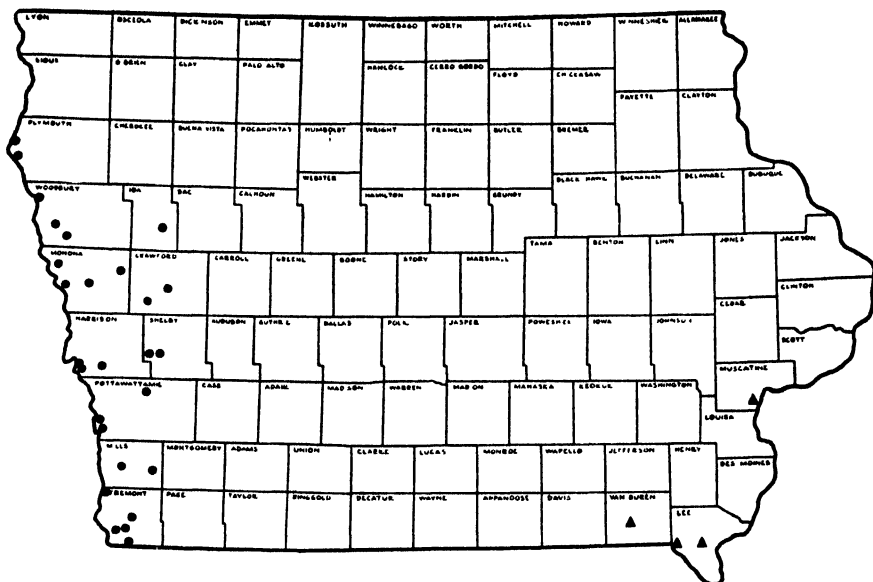 LYON OSCEOLA DICKINSON EMMET KOSSUTH WINNEBAGO WORTH MITCHELL HOWARD WINNESHIEK ALLAMAKEE
SIOUX O'BRIEN CLAY PALO ALTO HANCOCK CERRO GORDO FLOYD CHICKASAW
PLYMOUTH CHEROKEE BUENA VISTA POCAHONTAS HUMBOLDT WRIGHT FRANKLIN BUTLER BREMER FAYETTE CLAYTON
WEBSTER
WOODBURY IDA SAC CALHOUN HAMILTON HARDIN GRUNDY BLACK HAWK BUCHANAN DELAWARE DUBUQUE
MONONA CRAWFORD CARROLL GREENE BOONE STORY MARSHALL TAMA BENTON LINN JONES JACKSON
CLINTON
HARRISON SHELBY AUDUBON GUTHRIE DALLAS POLK JASPER POWESHIEK IOWA JOHNSON CEDAR
SCOTT
MUSCATINE
POTTAWATTAMIE CASS ADAIR MADISON WARREN MARION MAHASKA KEOKUK WASHINGTON
LOUISA
MILLS MONTGOMERY ADAMS UNION CLARKE LUCAS MONROE WAPELLO JEFFERSON HENRY
DES MOINES
FREMONT PAGE TAYLOR RINGGOLD DECATUR WAYNE APPANOOSE DAVIS VAN BUREN
LEE